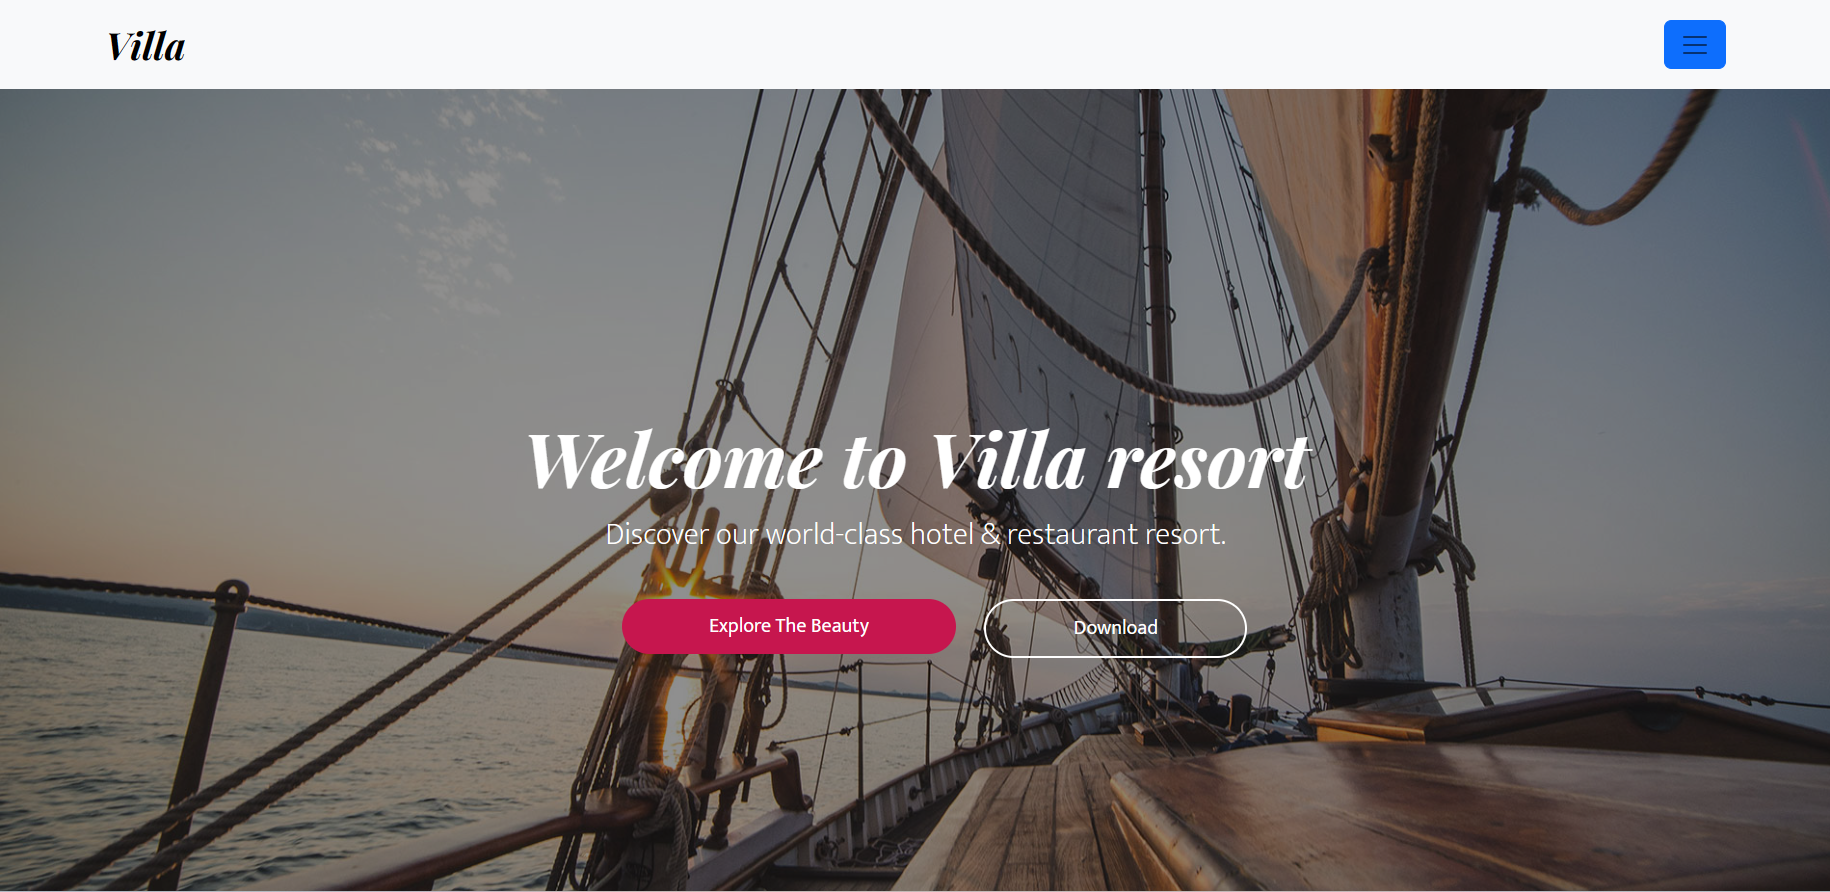 Villa
Welcome to Villa resort
Discover our world-class hotel & restaurant resort.
Explore The Beauty
Download